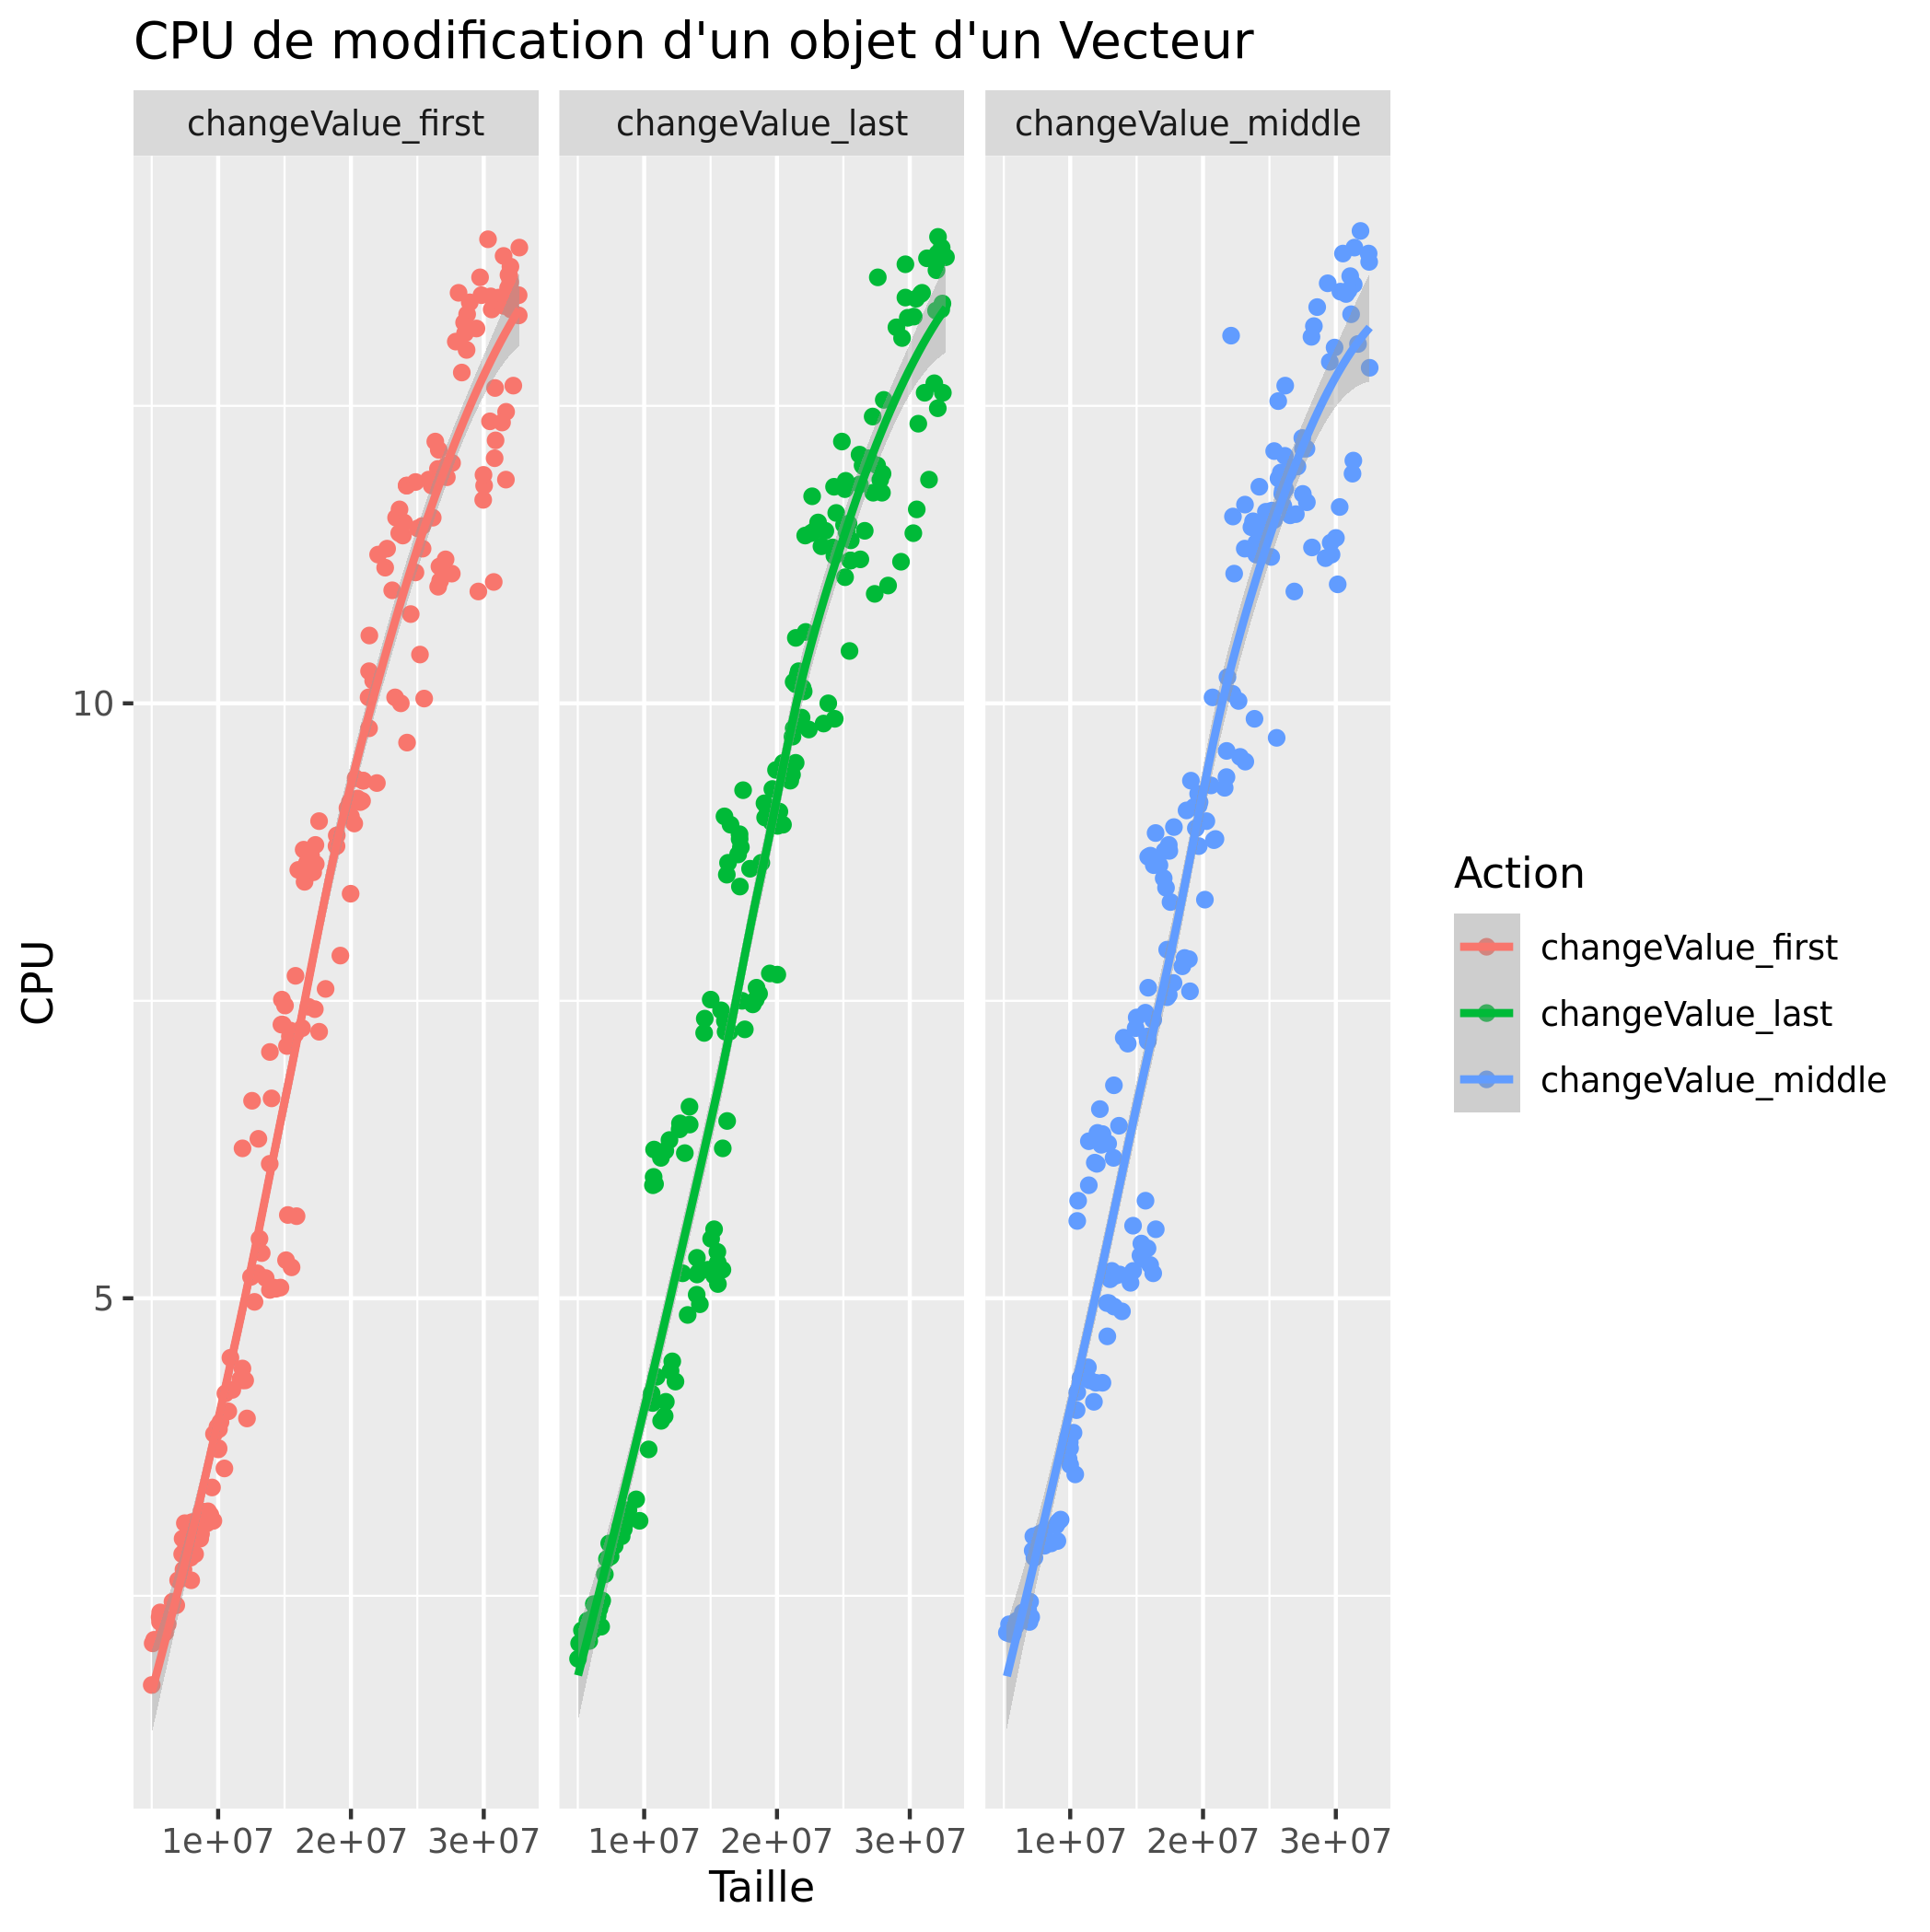 CPU de modification d'un objet d'un Vecteur
changeValue_first
changeValue_last
changeValue_middle
CPU
10
5
1e+07
2e+07
3e+07
1e+07
2e+07
3e+07
1e+07
2e+07
3e+07
Taille
Action
changeValue_first
changeValue_last
changeValue_middle